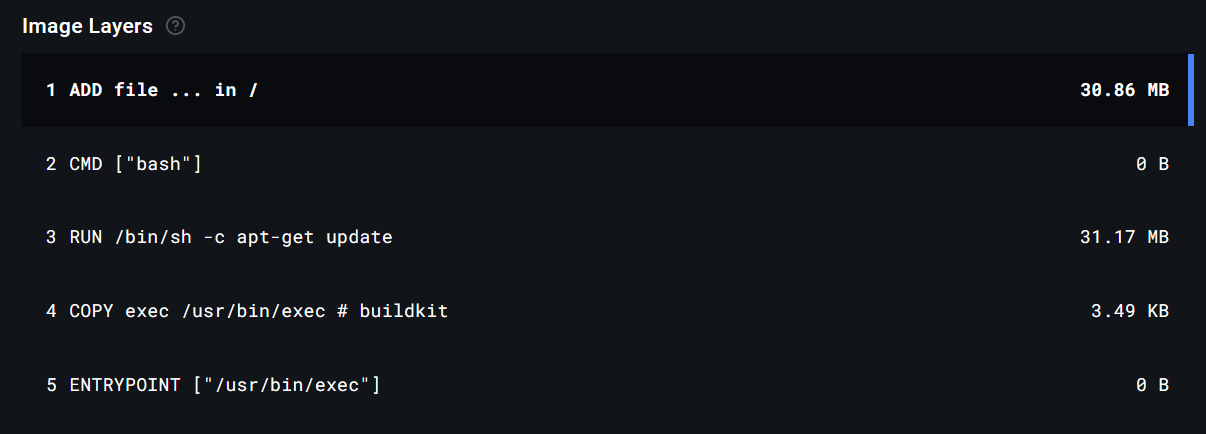 Image Layers ?
1 ADD file ... in / 30.86 MB
2 CMD ["bash"] 0 B
3 RUN /bin/sh -c apt-get update 31.17 MB
4 COPY exec /usr/bin/exec # buildkit 3.49 KB
5 ENTRYPOINT ["/usr/bin/exec"] 0 B